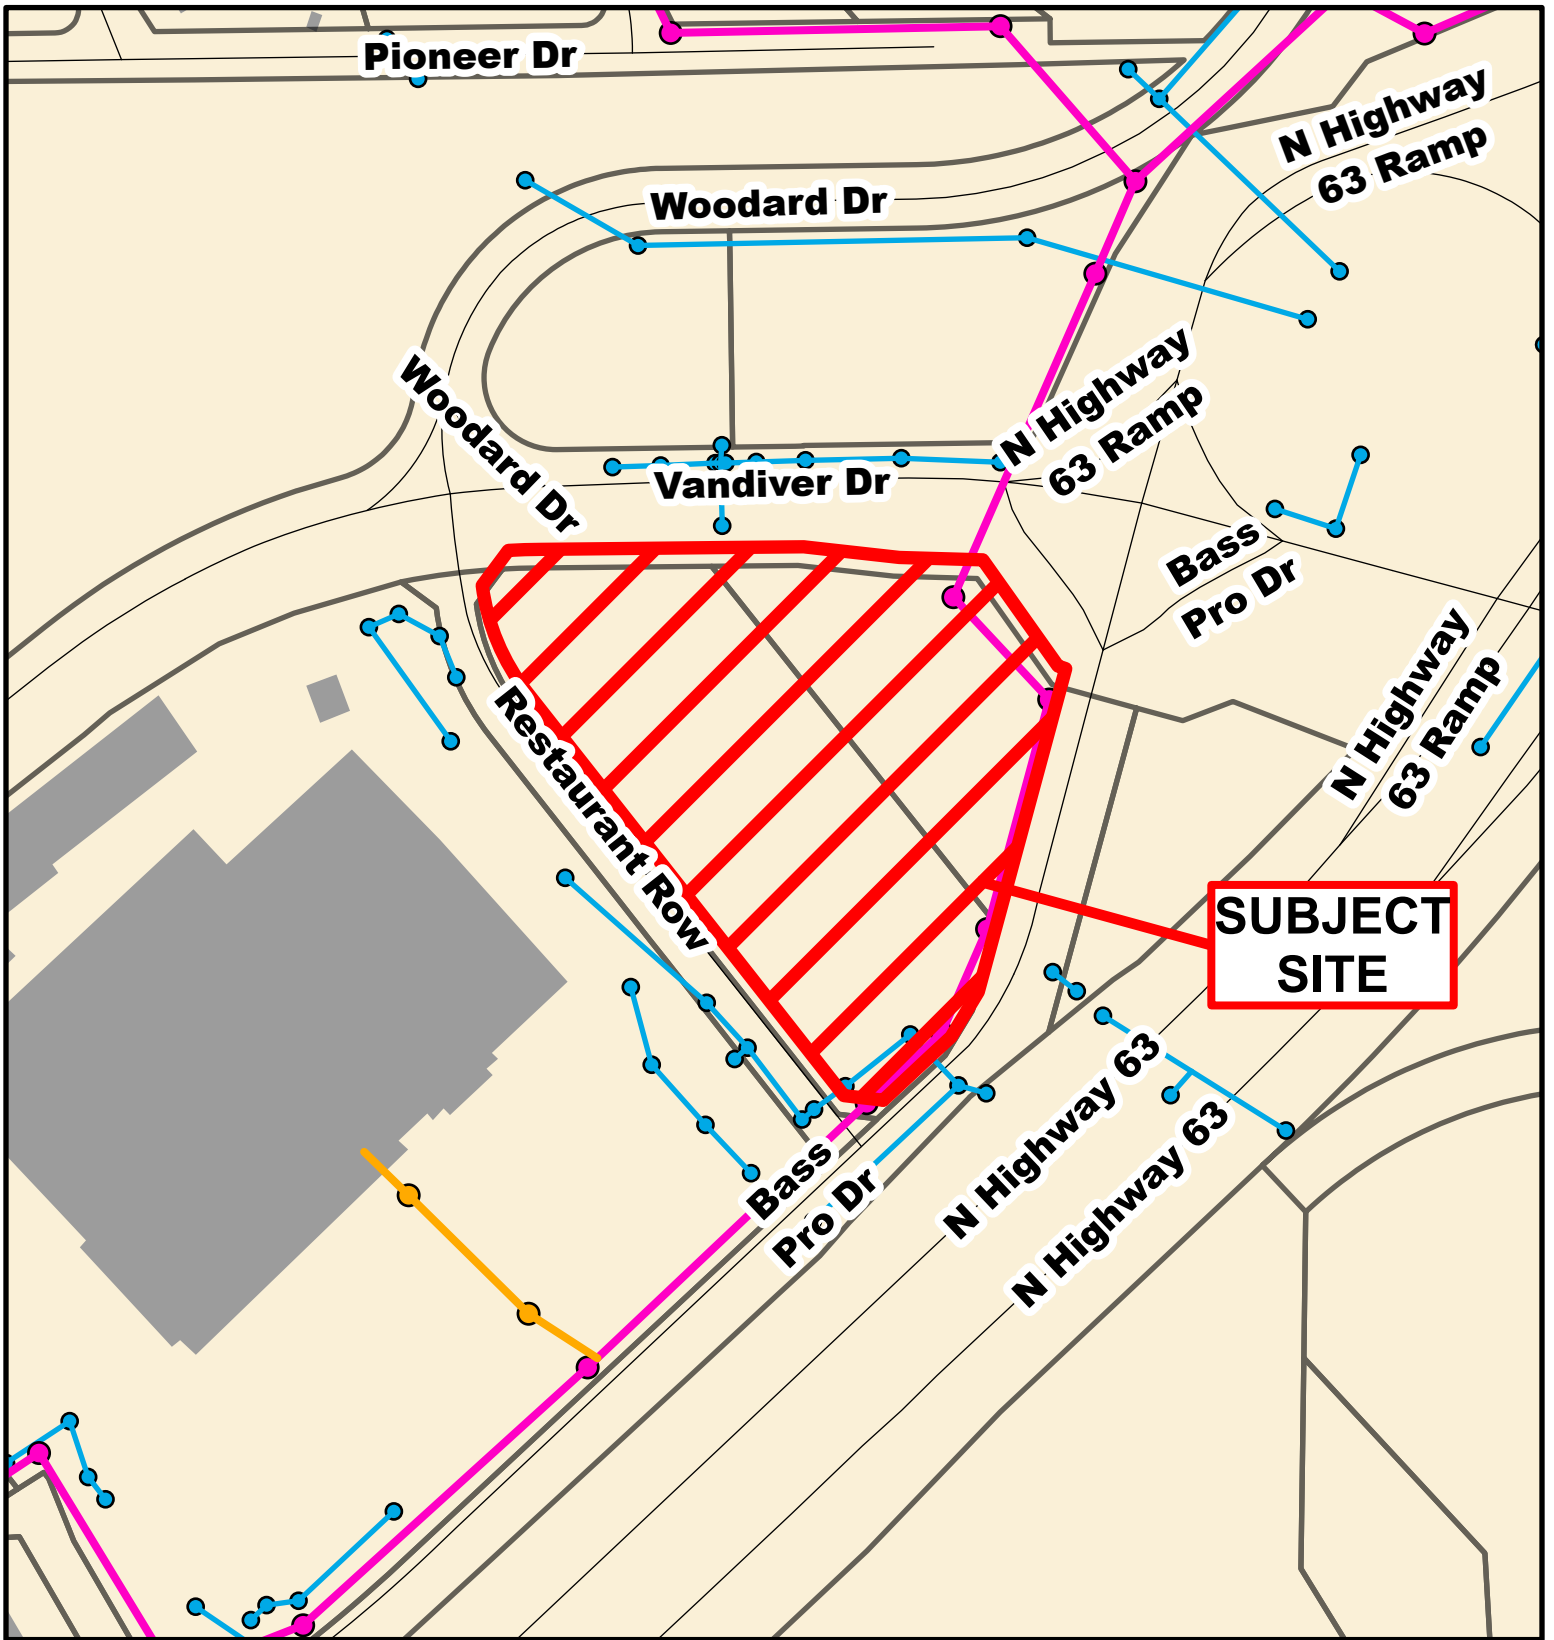 Pioneer Dr
N Highway
63 Ramp
Woodard Dr
N Highway
63 Ramp
Woodard Dr
Vandiver Dr
Bass
Pro Dr
N Highway
63 Ramp
Restaurant Row
SUBJECT
SITE
N Highway 63
N Highway 63
Bass
Pro Dr